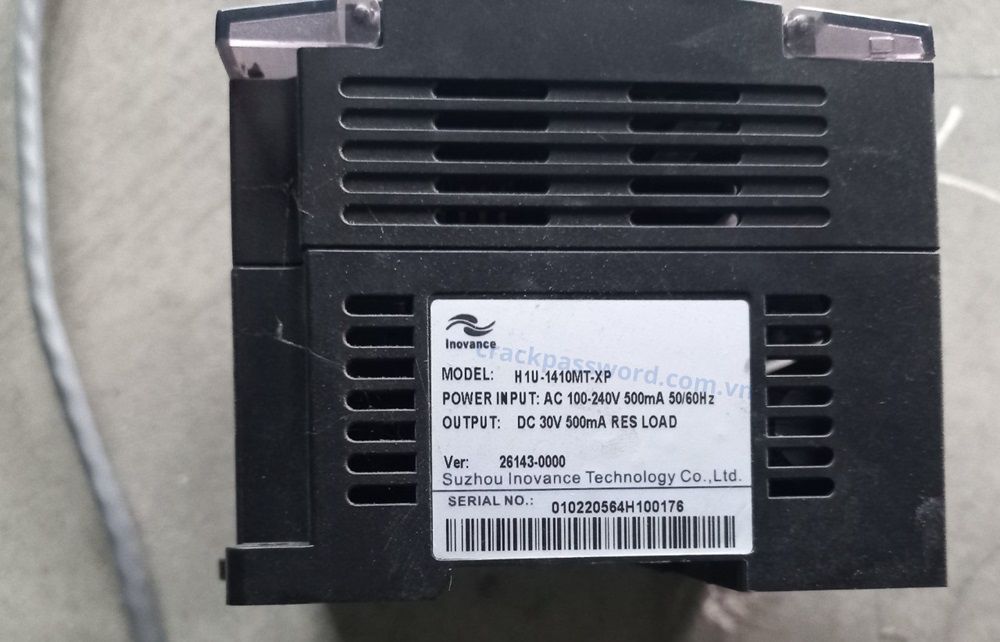 Inovance
crackpassword.com.vn
MODEL: H1U-1410MT-XP
POWER INPUT: AC 100-240V 500mA 50/60Hz
OUTPUT: DC 30V 500mA RES LOAD
Ver: 26143-0000
Suzhou Inovance Technology Co.,Ltd.
SERIAL NO.: 010220564H100176